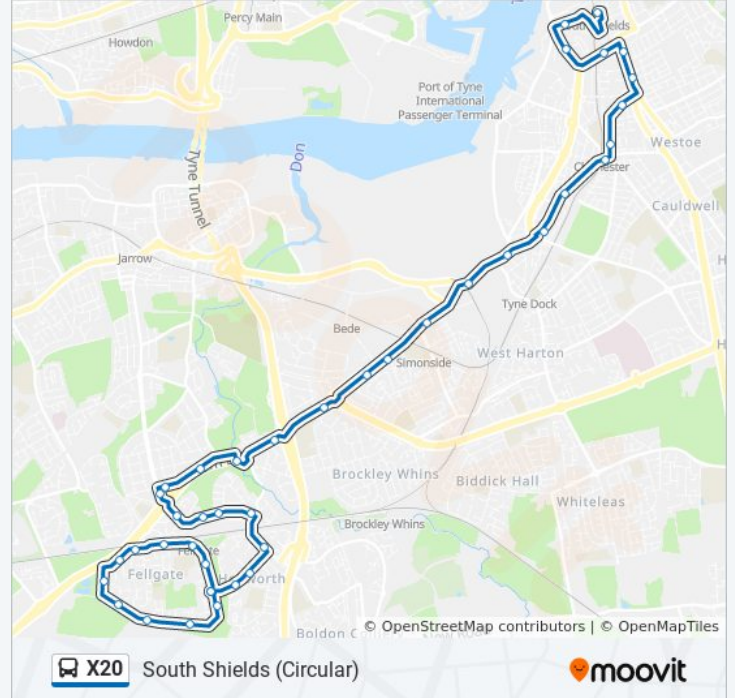 Percy Main
Howdon
Port of Tyne
International
Passenger Terminal
Westoe
Don
Tyne Tunnel
Cauldwell
Jarrow
Tyne Dock
Bede
West Harton
Simonside
Brockley Whins
Biddick Hall
Whiteleas
Brockley Whins
Fellgate
Fellgate
© OpenStreetMap contributors | © OpenMapTiles
X20 South Shields (Circular)
moovit